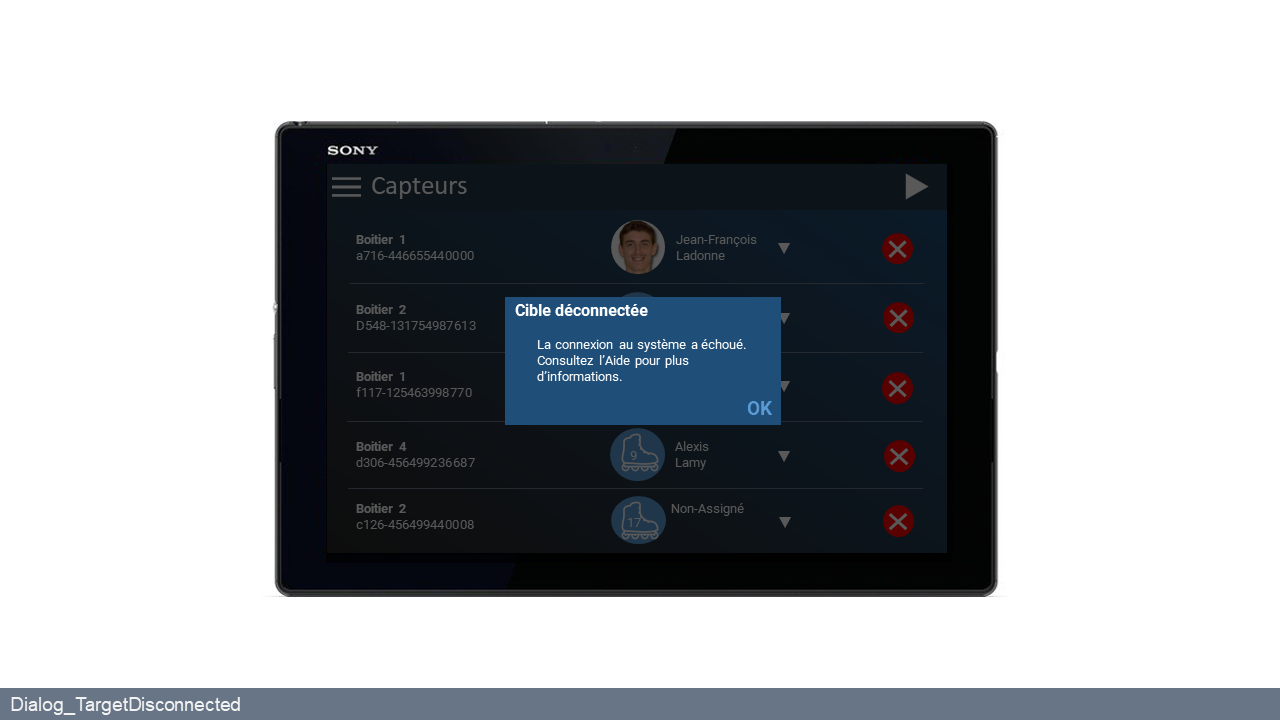 SONY
Capteurs
Boitier 1
a716-446655440000
Jean-François
Ladonne
Boitier 2
D548-131754987613
Cible déconnectée
La connexion au système a échoué.
Consultez l’Aide pour plus
d’informations.
OK
Boitier 1
f117-125463998770
Boitier 4
d306-456499236687
9
Alexis
Lamy
Boitier 2
c126-456499440008
17
Non-Assigné
Dialog_TargetDisconnected